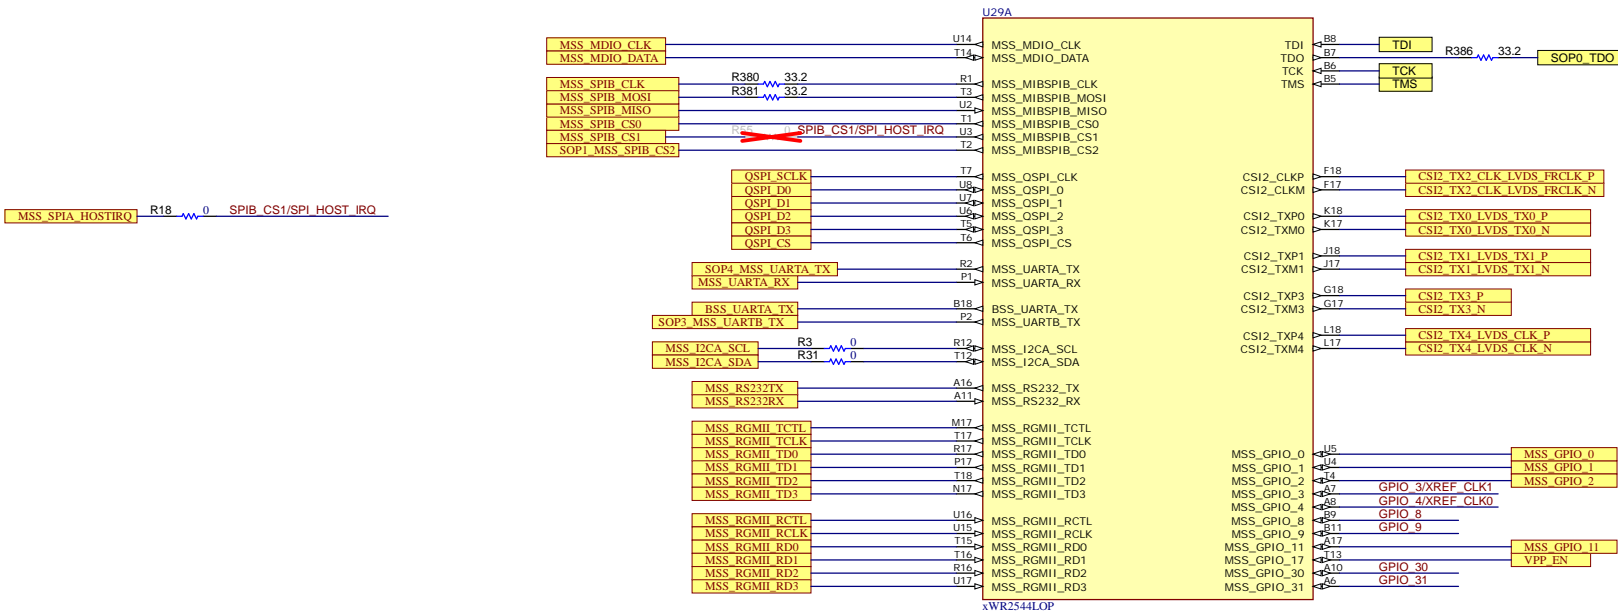 U29A
MSS_MDIO_CLK U14 MSS_MDIO_CLK TDI B8 TDI
MSS_MDIO_DATA T14 MSS_MDIO_DATA TDO B7 R386 33.2 SOP0_TDO
TCK B6 TCK
MSS_SPIB_CLK R380 33.2 R1 MSS_MIBSPIB_CLK TMS B5 TMS
MSS_SPIB_MOSI R381 33.2 T3 MSS_MIBSPIB_MOSI
MSS_SPIB_MISO U2 MSS_MIBSPIB_MISO
MSS_SPIB_CS0 T1 MSS_MIBSPIB_CS0
MSS_SPIB_CS1 R55 0 SPIB_CS1/SPI_HOST_IRQ U3 MSS_MIBSPIB_CS1
SOP1_MSS_SPIB_CS2 T2 MSS_MIBSPIB_CS2
QSPI_SCLK T7 MSS_QSPI_CLK CSI2_CLKP F18 CSI2_TX2_CLK_LVDS_FRCLK_P
QSPI_D0 U8 MSS_QSPI_0 CSI2_CLKM F17 CSI2_TX2_CLK_LVDS_FRCLK_N
QSPI_D1 U7 MSS_QSPI_1
MSS_SPIA_HOSTIRQ R18 0 SPIB_CS1/SPI_HOST_IRQ
QSPI_D2 U6 MSS_QSPI_2 CSI2_TXP0 K18 CSI2_TX0_LVDS_TX0_P
QSPI_D3 T5 MSS_QSPI_3 CSI2_TXM0 K17 CSI2_TX0_LVDS_TX0_N
QSPI_CS T6 MSS_QSPI_CS
CSI2_TXP1 J18 CSI2_TX1_LVDS_TX1_P
SOP4_MSS_UARTA_TX R2 MSS_UARTA_TX CSI2_TXM1 J17 CSI2_TX1_LVDS_TX1_N
MSS_UARTA_RX P1 MSS_UARTA_RX
CSI2_TXP3 G18 CSI2_TX3_P
BSS_UARTA_TX B18 BSS_UARTA_TX CSI2_TXM3 G17 CSI2_TX3_N
SOP3_MSS_UARTB_TX P2 MSS_UARTB_TX
CSI2_TXP4 L18 CSI2_TX4_LVDS_CLK_P
MSS_I2CA_SCL R3 0 R12 MSS_I2CA_SCL CSI2_TXM4 L17 CSI2_TX4_LVDS_CLK_N
MSS_I2CA_SDA R31 0 T12 MSS_I2CA_SDA
MSS_RS232TX A16 MSS_RS232_TX
MSS_RS232RX A11 MSS_RS232_RX
MSS_RGMII_TCTL M17 MSS_RGMII_TCTL
MSS_RGMII_TCLK T17 MSS_RGMII_TCLK
MSS_RGMII_TD0 R17 MSS_RGMII_TD0 MSS_GPIO_0 U5 MSS_GPIO_0
MSS_RGMII_TD1 P17 MSS_RGMII_TD1 MSS_GPIO_1 U4 MSS_GPIO_1
MSS_RGMII_TD2 T18 MSS_RGMII_TD2 MSS_GPIO_2 T4 MSS_GPIO_2
MSS_RGMII_TD3 N17 MSS_RGMII_TD3 MSS_GPIO_3 A7 GPIO_3/XREF_CLK1
MSS_GPIO_4 A8 GPIO_4/XREF_CLK0
MSS_RGMII_RCTL U16 MSS_RGMII_RCTL MSS_GPIO_8 B9 GPIO_8
MSS_RGMII_RCLK U15 MSS_RGMII_RCLK MSS_GPIO_9 B11 GPIO_9
MSS_RGMII_RD0 T15 MSS_RGMII_RD0 MSS_GPIO_11 A17 MSS_GPIO_11
MSS_RGMII_RD1 T16 MSS_RGMII_RD1 MSS_GPIO_17 T13 VPP_EN
MSS_RGMII_RD2 R16 MSS_RGMII_RD2 MSS_GPIO_30 A10 GPIO_30
MSS_RGMII_RD3 U17 MSS_RGMII_RD3 MSS_GPIO_31 A6 GPIO_31
xWR2544LOP